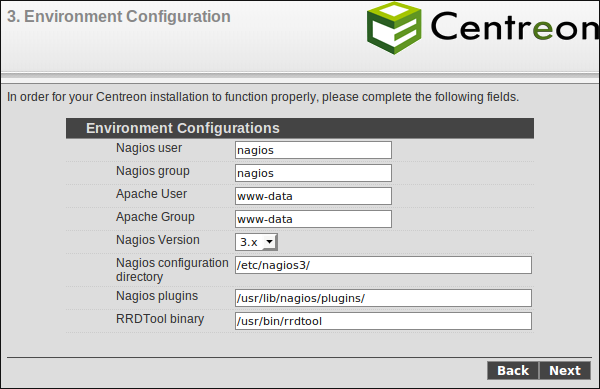 3. Environment Configuration
Centreon
In order for your Centreon installation to function properly, please complete the following fields.
Environment Configurations
Nagios user nagios
Nagios group nagios
Apache User www-data
Apache Group www-data
Nagios Version 3.x
Nagios configuration /etc/nagios3/
directory
Nagios plugins /usr/lib/nagios/plugins/
RRDTool binary /usr/bin/rrdtool
Back Next